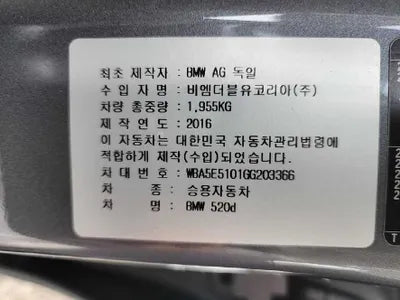 최초 제작자 : BMW AG 독일
수 입 자 명 : 비엠더블유코리아(주)
차량 총중량 : 1,955KG
제 작 연 도 : 2016
이 자동차는 대한민국 자동차관리법령에
적합하게 제작(수입)되었습니다.
차 대 번 호 : WBA5E5101GG203366
차 종 : 승용자동차
차 명 : BMW 520d